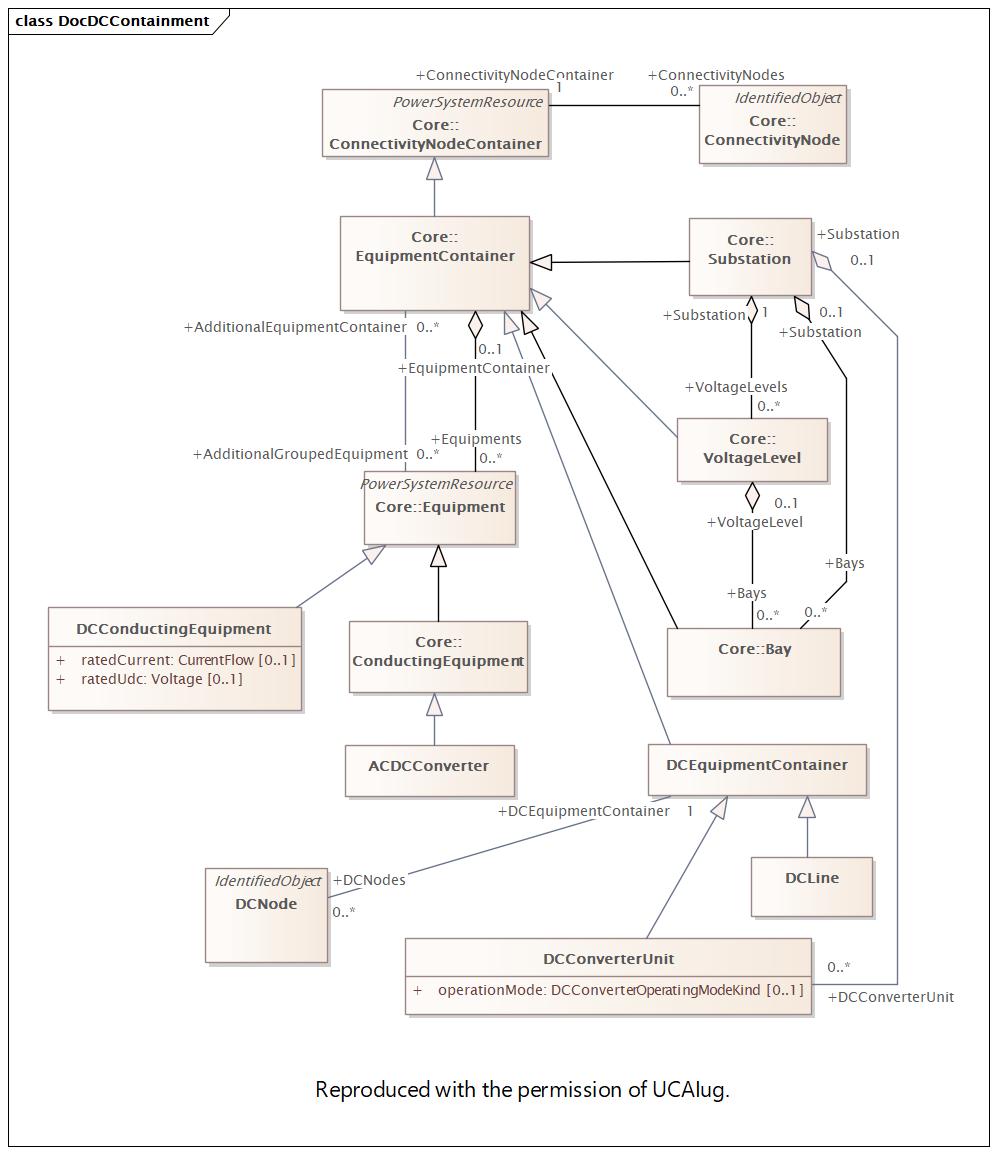 class DocDCContainment
+ConnectivityNodeContainer
+ConnectivityNodes
1
0..*
PowerSystemResource
Core::
ConnectivityNodeContainer
IdentifiedObject
Core::
ConnectivityNode
Core::
EquipmentContainer
Core::
Substation
+Substation
0..1
+AdditionalEquipmentContainer 0..*
0..1
+EquipmentContainer
+Substation 1
0..1
+Substation
+VoltageLevels
0..*
+Equipments
0..*
+AdditionalGroupedEquipment 0..*
Core::
VoltageLevel
PowerSystemResource
Core::Equipment
0..1
+VoltageLevel
+Bays
+Bays
0..*
0..*
DCConductingEquipment
+ ratedCurrent: CurrentFlow [0..1]
+ ratedUdc: Voltage [0..1]
Core::
ConductingEquipment
Core::Bay
ACDCConverter
DCEquipmentContainer
+DCEquipmentContainer 1
IdentifiedObject
DCNode
+DCNodes
0..*
DCLine
DCConverterUnit
+ operationMode: DCConverterOperatingModeKind [0..1]
0..*
+DCConverterUnit
Reproduced with the permission of UCAIug.